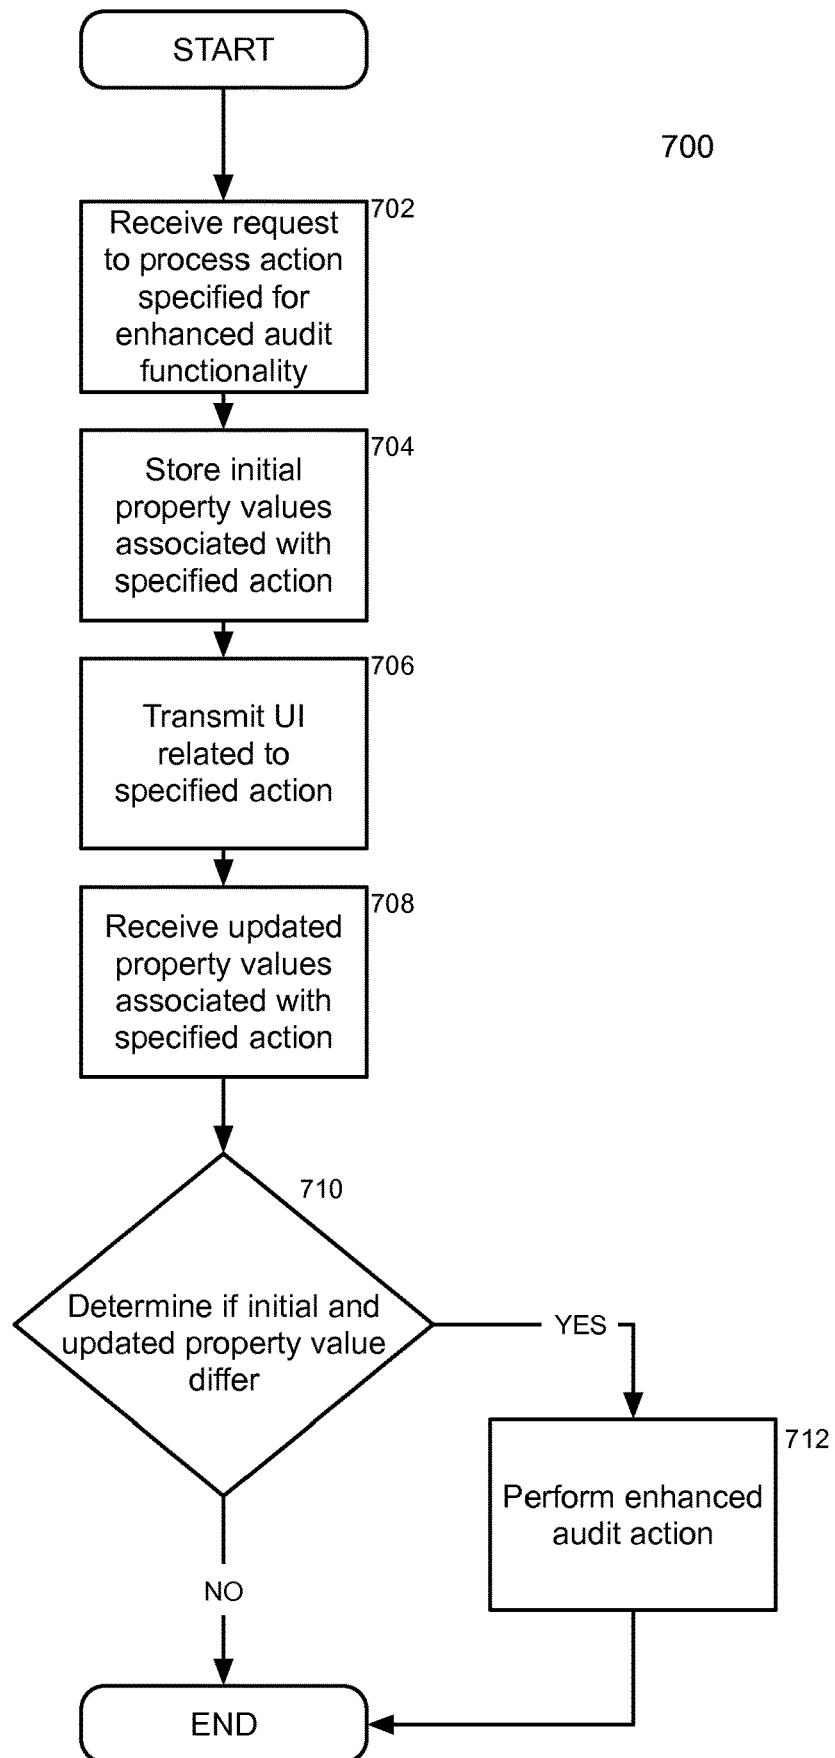 START
700
702
Receive request
to process action
specified for
enhanced audit
functionality
704
Store initial
property values
associated with
specified action
706
Transmit UI
related to
specified action
708
Receive updated
property values
associated with
specified action
710
Determine if initial and
updated property value
differ
YES
712
Perform enhanced
audit action
NO
END